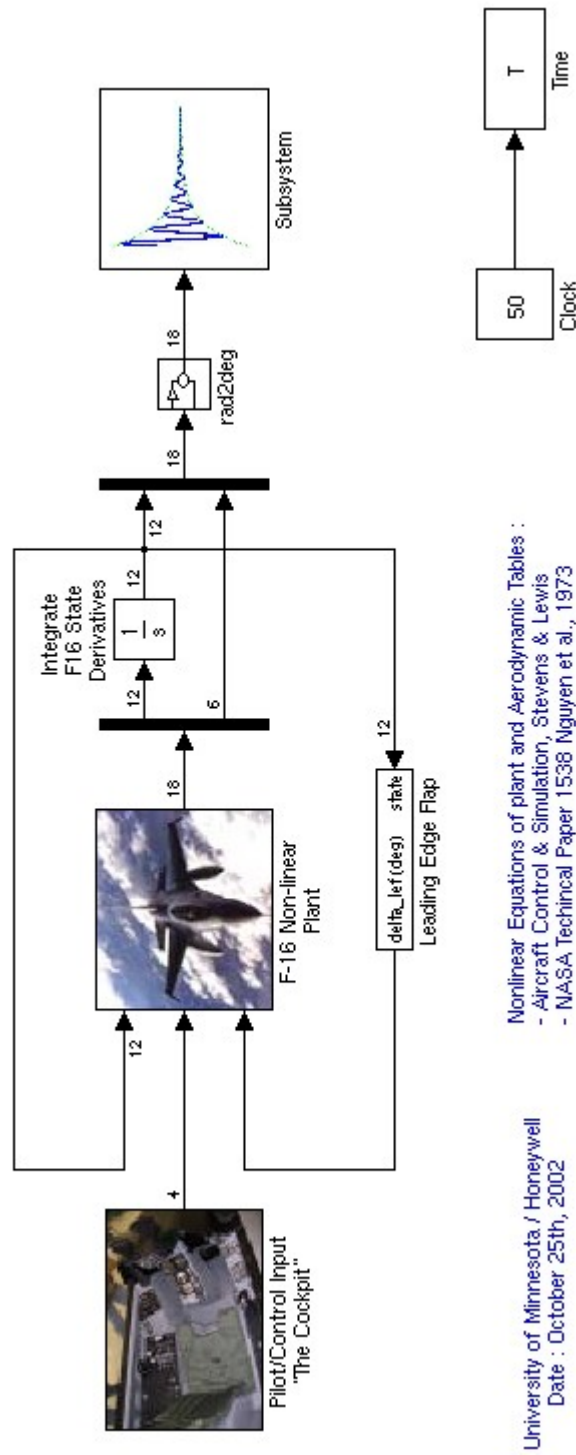 Pilot/Control Input
"The Cockpit"
4
12
F-16 Non-linear
Plant
18
12
6
Integrate
F16 State
Derivatives
1
s
12
12
18
rad2deg
18
Subsystem
12
delta_lef(deg) state
Leading Edge Flap
50
Clock
T
Time
University of Minnesota / Honeywell
Date : October 25th, 2002
Nonlinear Equations of plant and Aerodynamic Tables :
- Aircraft Control & Simulation, Stevens & Lewis
- NASA Techincal Paper 1538 Nguyen et al., 1973